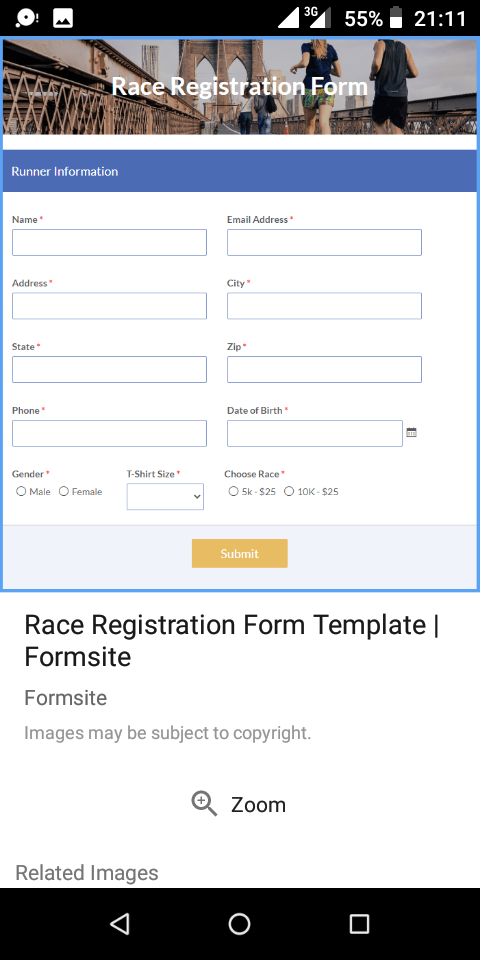 3G 55% 21:11
Race Registration Form
Runner Information
Name * Email Address *
Address * City *
State * Zip *
Phone * Date of Birth *
Gender * T-Shirt Size * Choose Race *
Male Female 5k - $25 10K - $25
Submit
Race Registration Form Template |
Formsite
Formsite
Images may be subject to copyright.
Zoom
Related Images